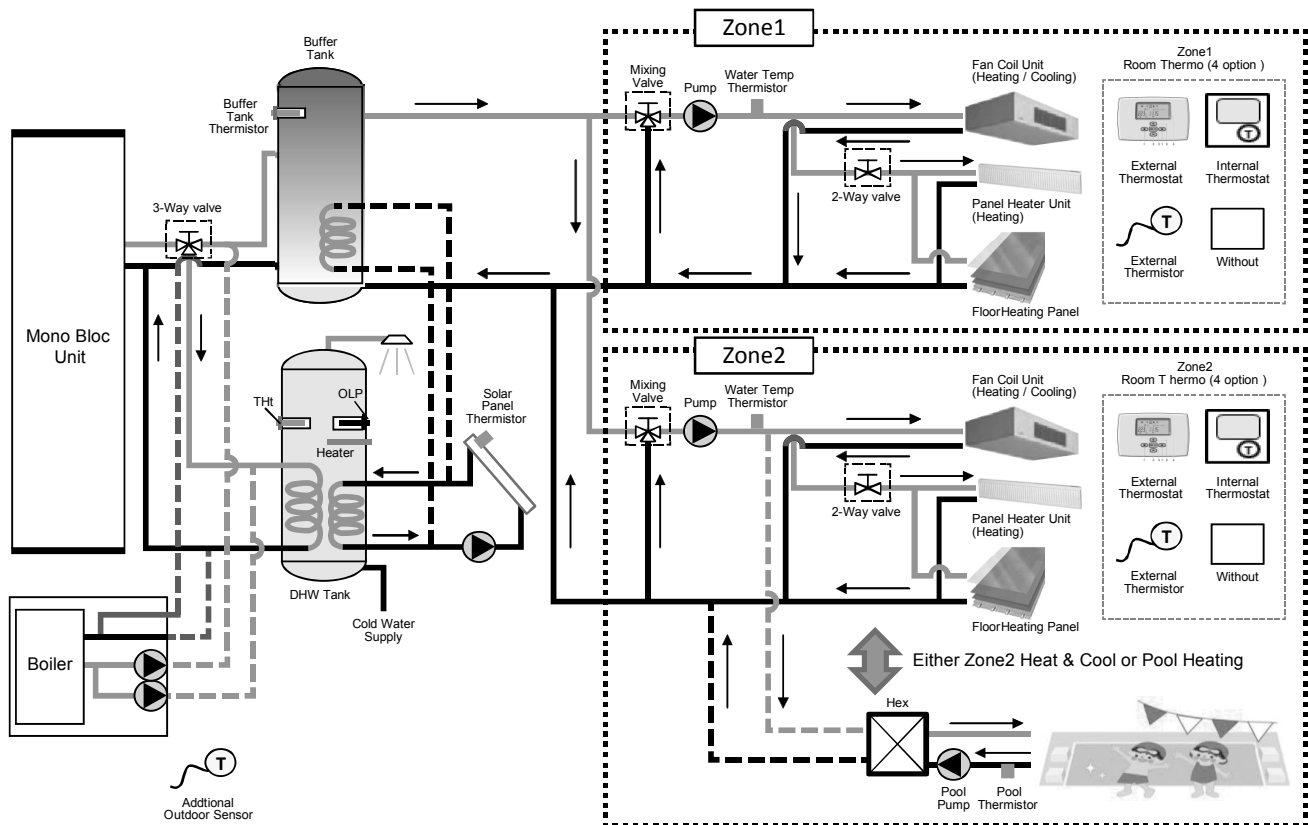 Zone1
Buffer
Tank
Buffer
Tank
Thermistor
Mixing
Valve
Pump
Water Temp
Thermistor
Fan Coil Unit
(Heating / Cooling)
2-Way valve
Panel Heater Unit
(Heating)
FloorHeating Panel
Zone1
Room Thermo (4 option )
External
Thermostat
T
Internal
Thermostat
T
External
Thermistor
Without
3-Way valve
Mono Bloc
Unit
THt
OLP
Heater
Solar
Panel
Thermistor
DHW Tank
Cold Water
Supply
Boiler
T
Addtional
Outdoor Sensor
Zone2
Mixing
Valve
Pump
Water Temp
Thermistor
Fan Coil Unit
(Heating / Cooling)
2-Way valve
Panel Heater Unit
(Heating)
FloorHeating Panel
Zone2
Room T hermo (4 option )
External
Thermostat
T
Internal
Thermostat
T
External
Thermistor
Without
Either Zone2 Heat & Cool or Pool Heating
Hex
Pool
Pump
Pool
Thermistor